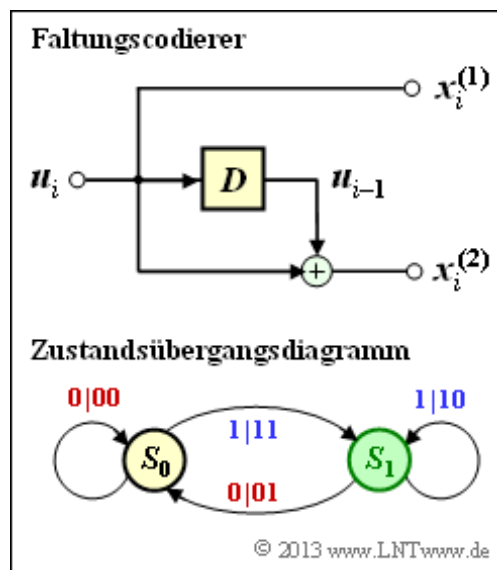 Faltungscodierer
x_i^(1)
u_i D u_{i–1}
+ x_i^(2)
Zustandsübergangsdiagramm
0|00 1|11 1|10
S_0 S_1
0|01
© 2013 www.LNTwww.de